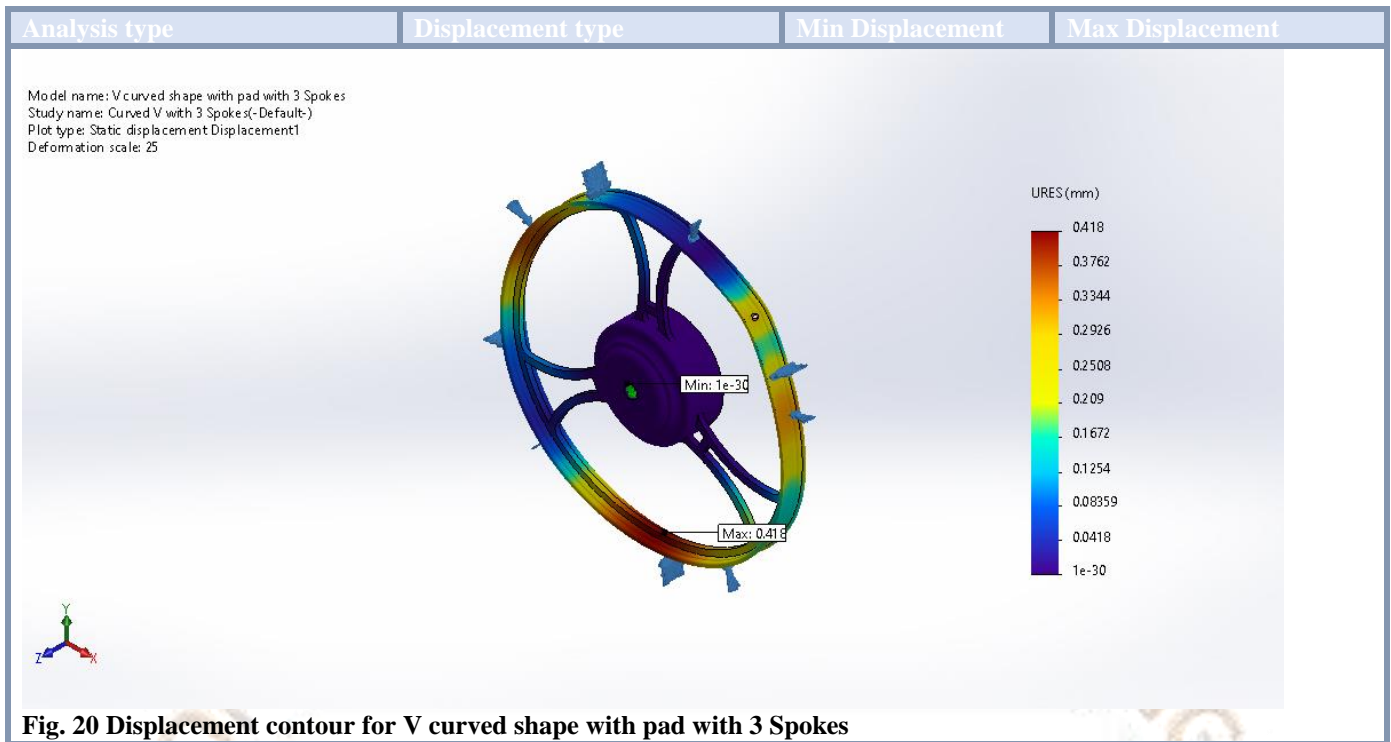 Analysis type Displacement type Min Displacement Max Displacement
Model name: V curved shape with pad with 3 Spokes
Study name: Curved V with 3 Spokes(-Default-)
Plot type: Static displacement Displacement1
Deformation scale: 25
URES (mm)
0.418
0.3762
0.3344
0.2926
0.2508
0.209
0.1672
0.1254
0.08359
0.0418
1e-30
Min: 1e-30
Max: 0.418
Y
Z
X
Fig. 20 Displacement contour for V curved shape with pad with 3 Spokes